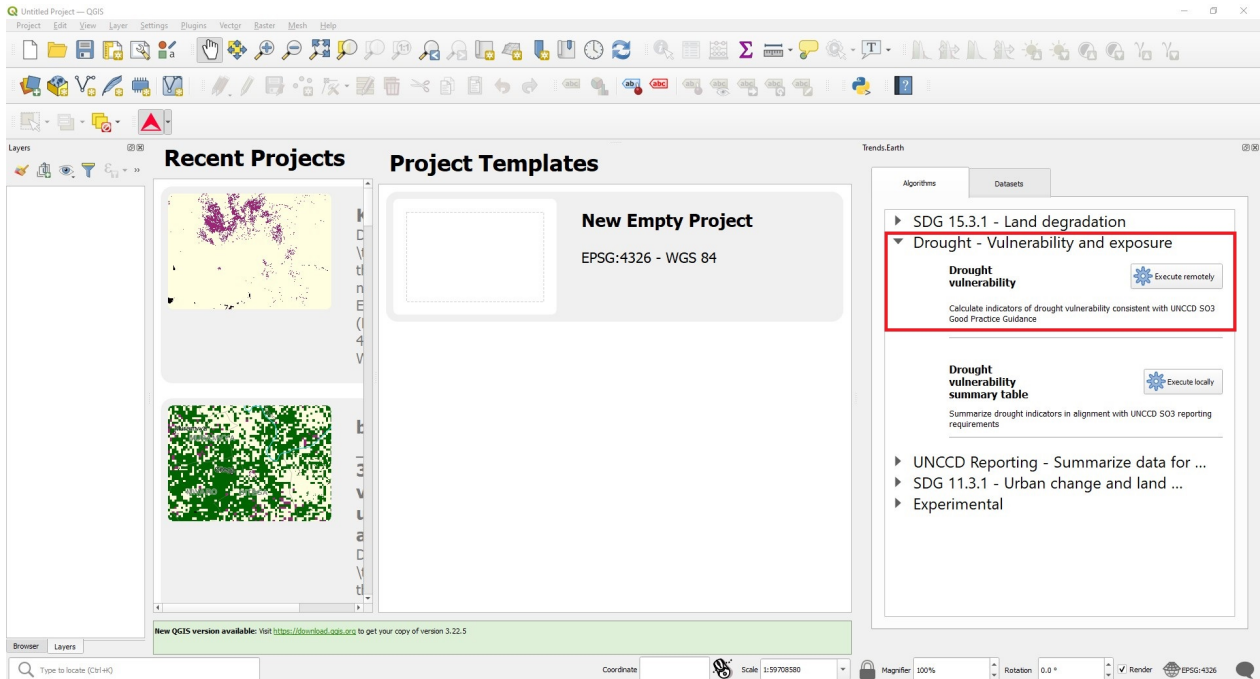 Untitled Project — QGIS
Project Edit View Layer Settings Plugins Vector Raster Mesh Help
Layers
Recent Projects
Project Templates
New Empty Project
EPSG:4326 - WGS 84
Trends.Earth
Algorithms Datasets
SDG 15.3.1 - Land degradation
Drought - Vulnerability and exposure
Drought
vulnerability
Execute remotely
Calculate indicators of drought vulnerability consistent with UNCCD SO3
Good Practice Guidance
Drought
vulnerability
summary table
Execute locally
Summarize drought indicators in alignment with UNCCD SO3 reporting
requirements
UNCCD Reporting - Summarize data for ...
SDG 11.3.1 - Urban change and land ...
Experimental
New QGIS version available: Visit https://download.qgis.org to get your copy of version 3.22.5
Browser Layers
Type to locate (Ctrl+K)
Coordinate
Scale 1:59708580
Magnifier 100%
Rotation 0.0 °
Render
EPSG:4326